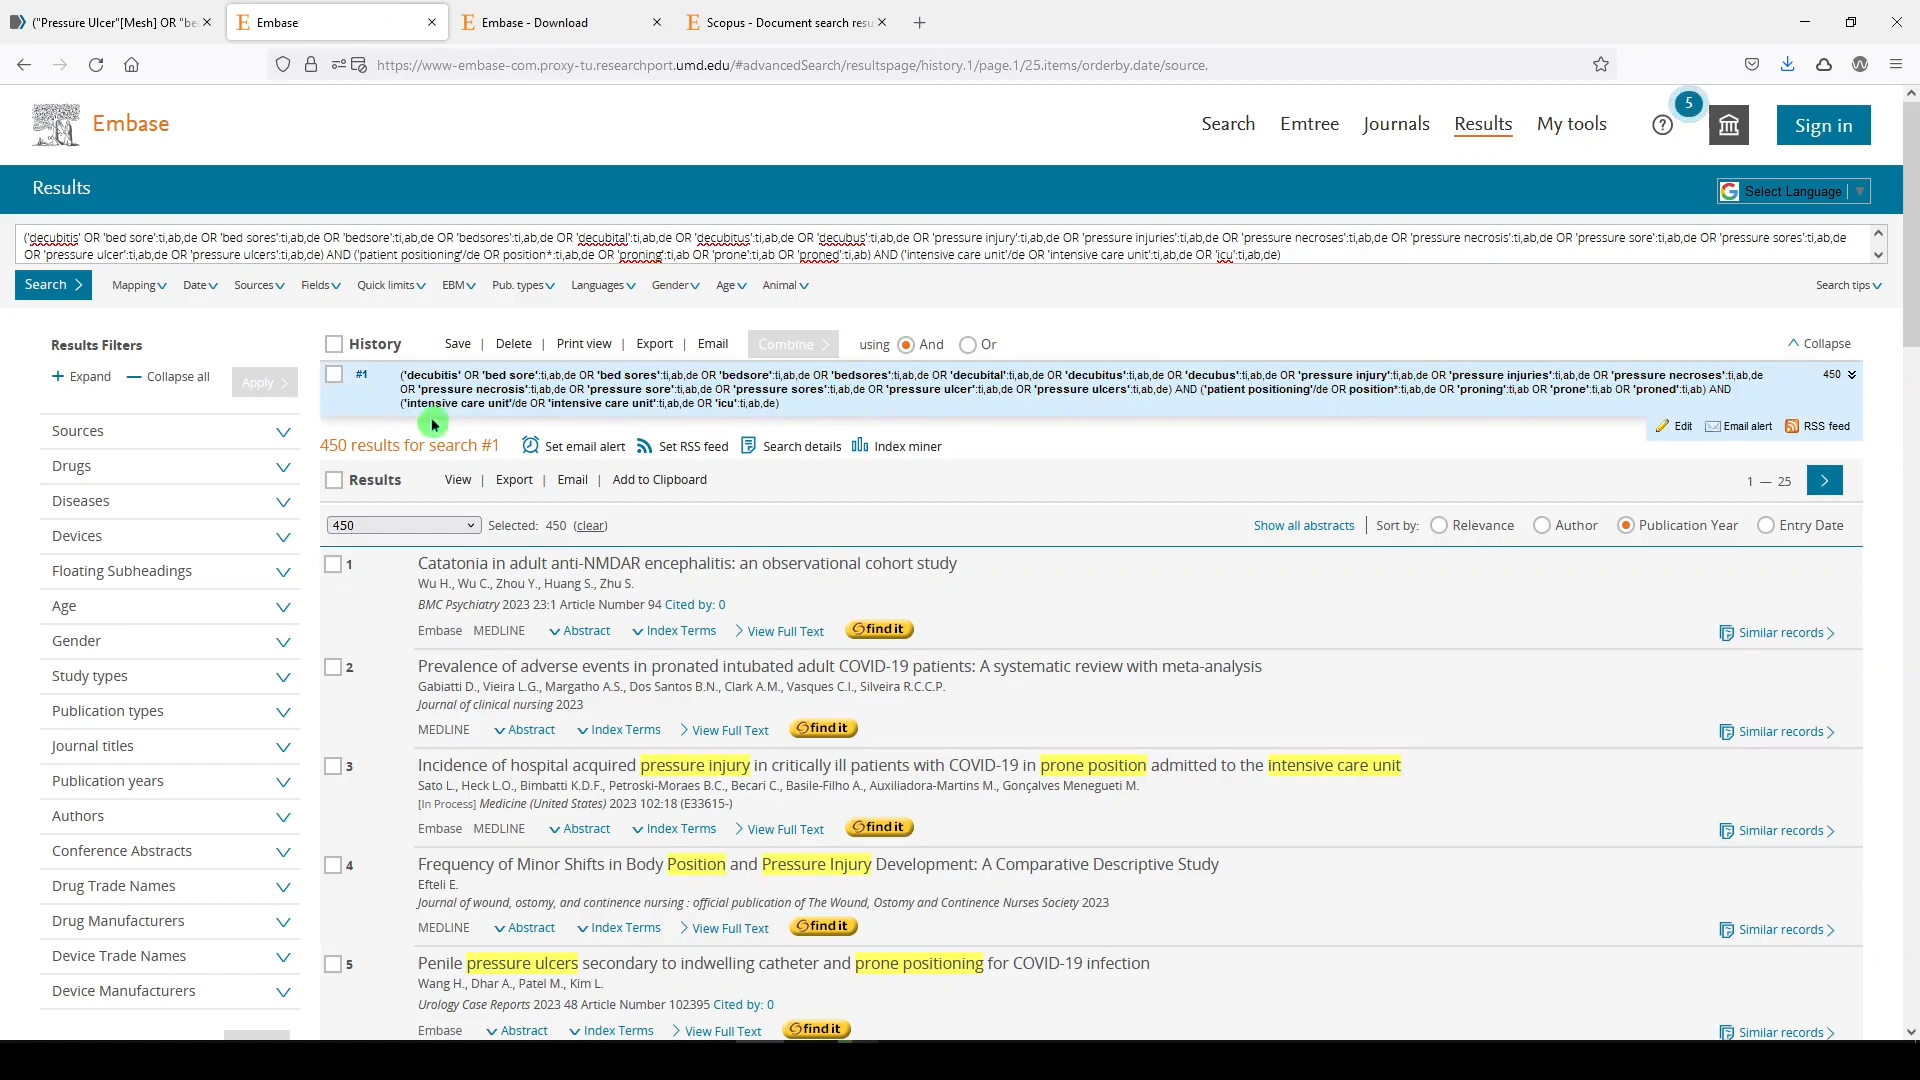 ("Pressure Ulcer"[Mesh] OR "be
Embase
Embase - Download
Scopus - Document search resu
https://www-embase-com.proxy-tu.researchport.umd.edu/#advancedSearch/resultspage/history.1/page.1/25.items/orderby.date/source.
Embase
Search
Emtree
Journals
Results
My tools
5
Sign in
Results
Select Language
('decubitis' OR 'bed sore':ti,ab,de OR 'bed sores':ti,ab,de OR 'bedsore':ti,ab,de OR 'bedsores':ti,ab,de OR 'decubital':ti,ab,de OR 'decubitus':ti,ab,de OR 'decubus':ti,ab,de OR 'pressure injury':ti,ab,de OR 'pressure injuries':ti,ab,de OR 'pressure necroses':ti,ab,de OR 'pressure necrosis':ti,ab,de OR 'pressure sore':ti,ab,de OR 'pressure sores':ti,ab,de
OR 'pressure ulcer':ti,ab,de OR 'pressure ulcers':ti,ab,de) AND ('patient positioning'/de OR position*:ti,ab,de OR 'proning':ti,ab OR 'prone':ti,ab OR 'proned':ti,ab) AND ('intensive care unit'/de OR 'intensive care unit':ti,ab,de OR 'icu':ti,ab,de)
Search
Mapping Date Sources Fields Quick limits EBM Pub. types Languages Gender Age Animal
Search tips
Results Filters
Expand
Collapse all
Apply
Sources
Drugs
Diseases
Devices
Floating Subheadings
Age
Gender
Study types
Publication types
Journal titles
Publication years
Authors
Conference Abstracts
Drug Trade Names
Drug Manufacturers
Device Trade Names
Device Manufacturers
History
Save | Delete | Print view | Export | Email
Combine
using And Or
Collapse
#1
('decubitis' OR 'bed sore':ti,ab,de OR 'bed sores':ti,ab,de OR 'bedsore':ti,ab,de OR 'bedsores':ti,ab,de OR 'decubital':ti,ab,de OR 'decubitus':ti,ab,de OR 'decubus':ti,ab,de OR 'pressure injury':ti,ab,de OR 'pressure injuries':ti,ab,de OR 'pressure necroses':ti,ab,de
OR 'pressure necrosis':ti,ab,de OR 'pressure sore':ti,ab,de OR 'pressure sores':ti,ab,de OR 'pressure ulcer':ti,ab,de OR 'pressure ulcers':ti,ab,de) AND ('patient positioning'/de OR position*:ti,ab,de OR 'proning':ti,ab OR 'prone':ti,ab OR 'proned':ti,ab) AND
('intensive care unit'/de OR 'intensive care unit':ti,ab,de OR 'icu':ti,ab,de)
450
Edit Email alert RSS feed
450 results for search #1
Set email alert Set RSS feed Search details Index miner
Results
View | Export | Email | Add to Clipboard
1 — 25
450
Selected: 450 (clear)
Show all abstracts | Sort by: Relevance Author Publication Year Entry Date
1
Catatonia in adult anti-NMDAR encephalitis: an observational cohort study
Wu H., Wu C., Zhou Y., Huang S., Zhu S.
BMC Psychiatry 2023 23:1 Article Number 94 Cited by: 0
Embase MEDLINE Abstract Index Terms View Full Text find it
Similar records
2
Prevalence of adverse events in pronated intubated adult COVID-19 patients: A systematic review with meta-analysis
Gabiatti D., Vieira L.G., Margatho A.S., Dos Santos B.N., Clark A.M., Vasques C.I., Silveira R.C.C.P.
Journal of clinical nursing 2023
MEDLINE Abstract Index Terms View Full Text find it
Similar records
3
Incidence of hospital acquired pressure injury in critically ill patients with COVID-19 in prone position admitted to the intensive care unit
Sato L., Heck L.O., Bimbatti K.D.F., Petroski-Moraes B.C., Becari C., Basile-Filho A., Auxiliadora-Martins M., Gonçalves Menegueti M.
[In Process] Medicine (United States) 2023 102:18 (E33615-)
Embase MEDLINE Abstract Index Terms View Full Text find it
Similar records
4
Frequency of Minor Shifts in Body Position and Pressure Injury Development: A Comparative Descriptive Study
Efteli E.
Journal of wound, ostomy, and continence nursing : official publication of The Wound, Ostomy and Continence Nurses Society 2023
MEDLINE Abstract Index Terms View Full Text find it
Similar records
5
Penile pressure ulcers secondary to indwelling catheter and prone positioning for COVID-19 infection
Wang H., Dhar A., Patel M., Kim L.
Urology Case Reports 2023 48 Article Number 102395 Cited by: 0
Embase Abstract Index Terms View Full Text find it
Similar records